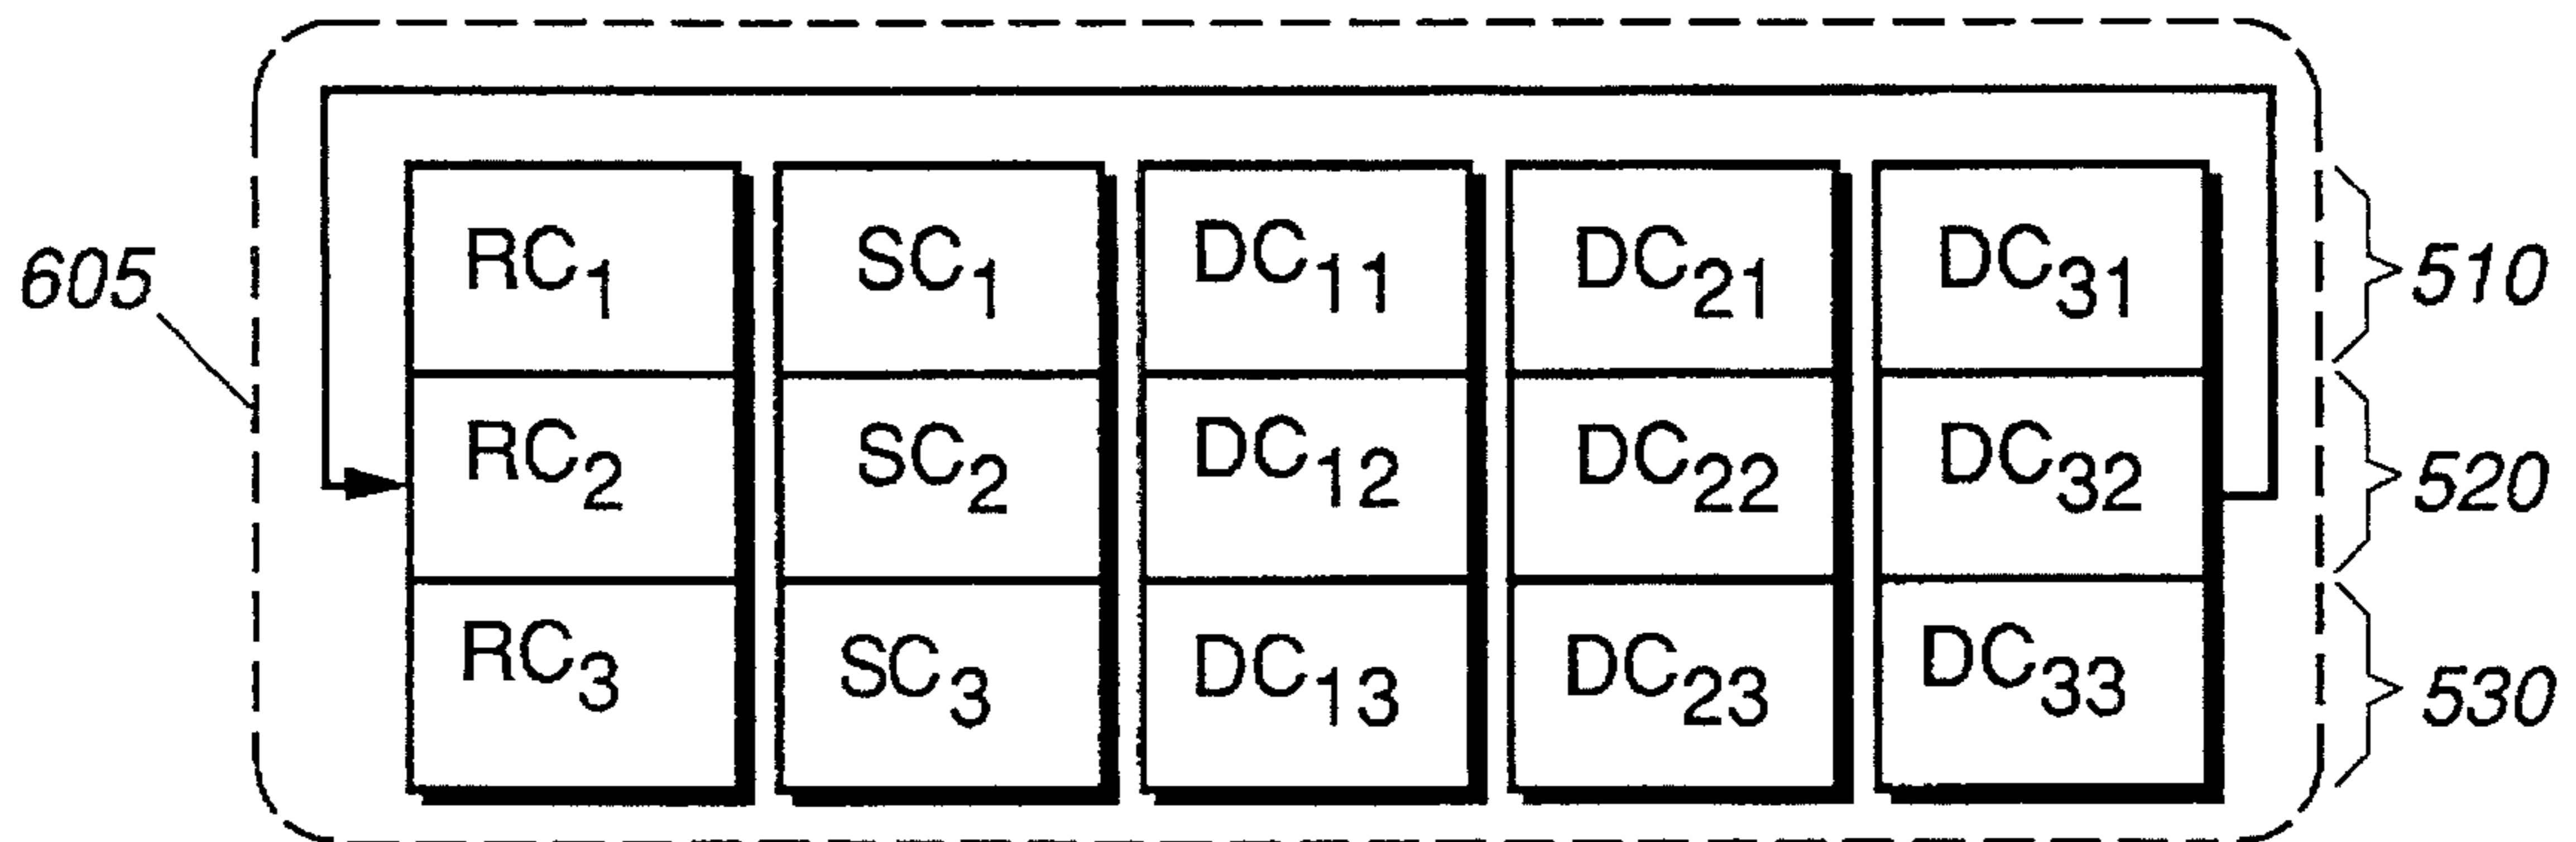 RC₁ SC₁ DC₁₁ DC₂₁ DC₃₁ 510
605
RC₂ SC₂ DC₁₂ DC₂₂ DC₃₂ 520
RC₃ SC₃ DC₁₃ DC₂₃ DC₃₃ 530